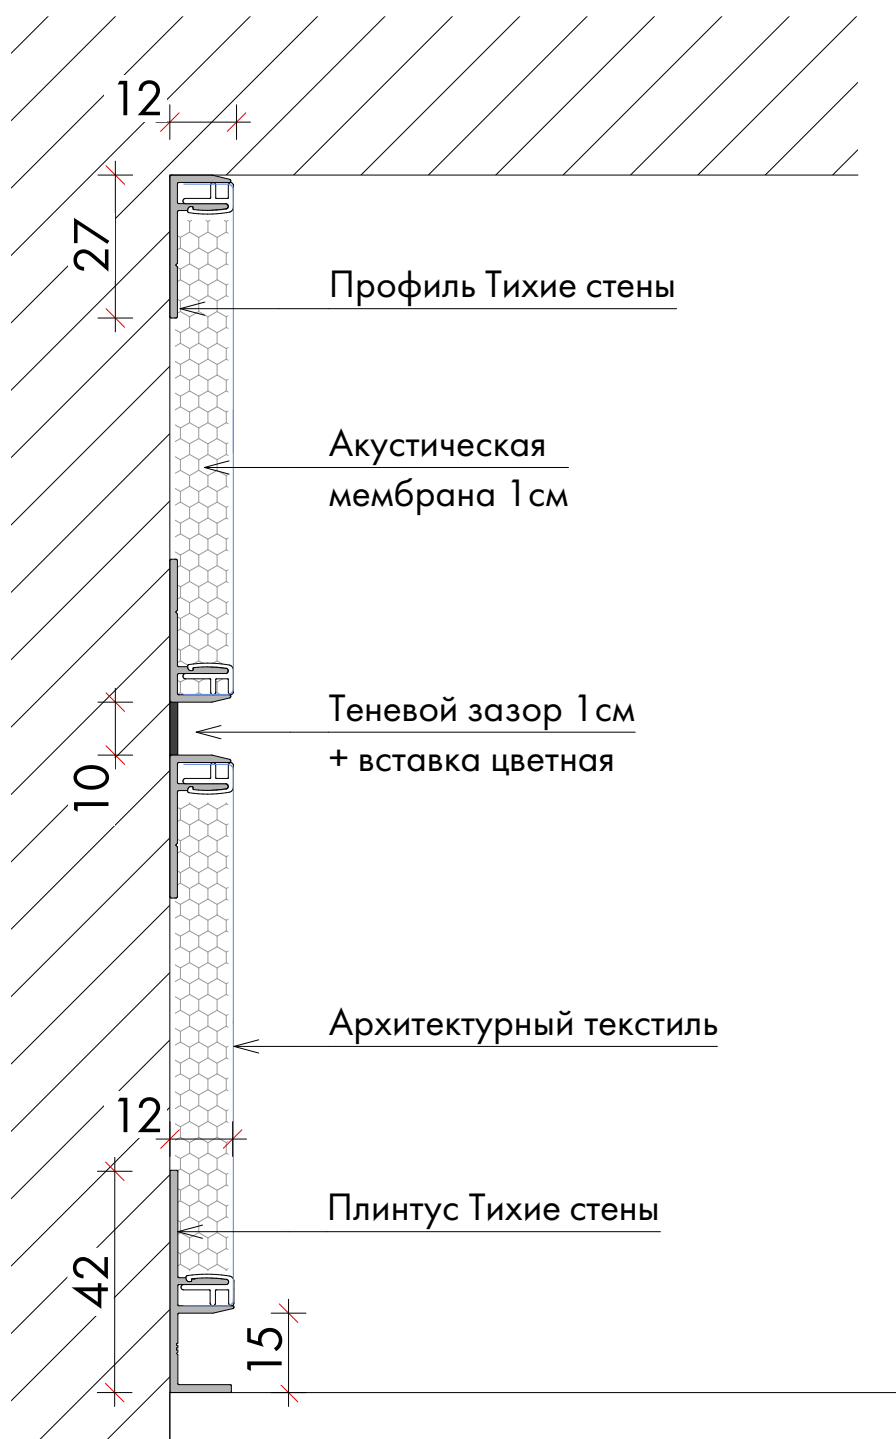 12
27
Профиль Тихие стены
Акустическая
мембрана 1см
Теневой зазор 1см
+ вставка цветная
10
Архитектурный текстиль
12
Плинтус Тихие стены
42
15